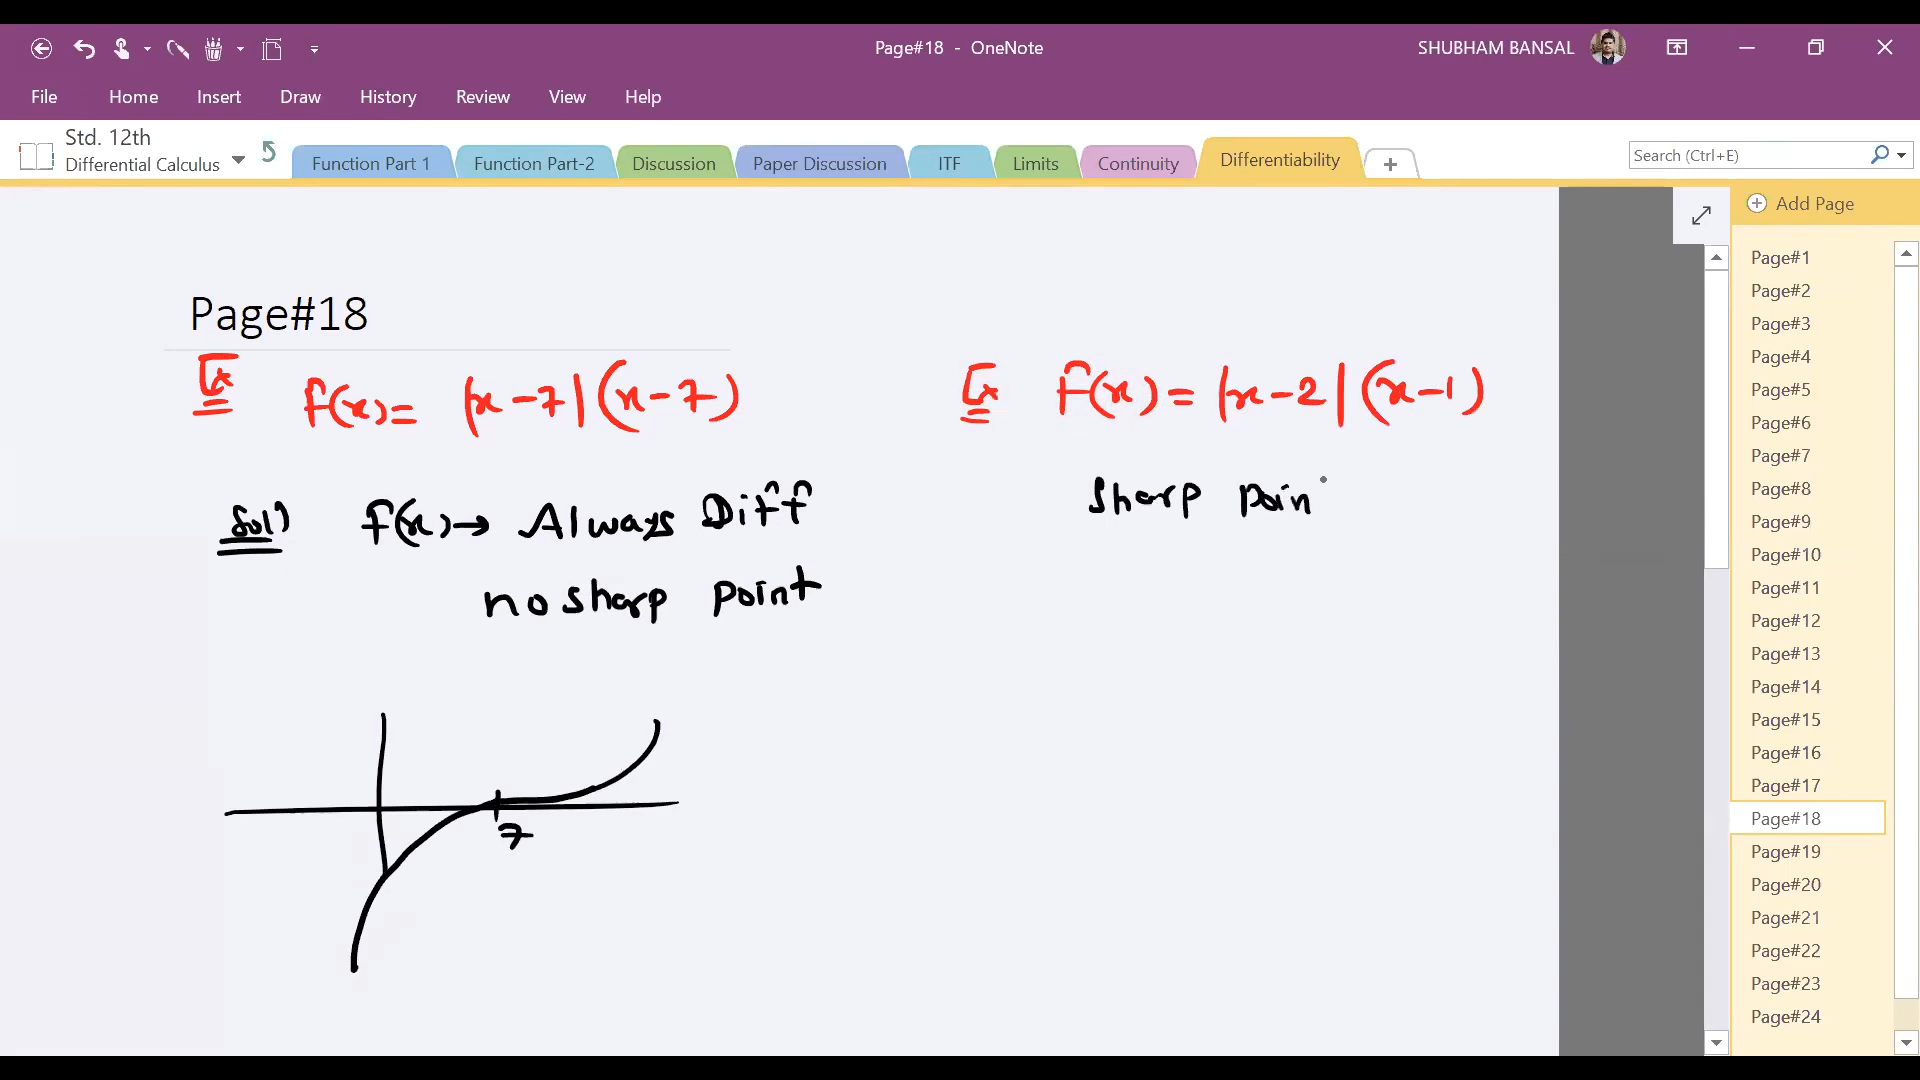 Page#18 - OneNote
SHUBHAM BANSAL
File Home Insert Draw History Review View Help
Std. 12th
Differential Calculus
Function Part 1 Function Part-2 Discussion Paper Discussion ITF Limits Continuity Differentiability
Search (Ctrl+E)
Add Page
Page#1
Page#2
Page#3
Page#4
Page#5
Page#6
Page#7
Page#8
Page#9
Page#10
Page#11
Page#12
Page#13
Page#14
Page#15
Page#16
Page#17
Page#18
Page#19
Page#20
Page#21
Page#22
Page#23
Page#24
Page#18
Ex f(x) = |x-7| (x-7)
Sol) f(x) → Always Diff
no sharp point
7
Ex f(x) = |x-2| (x-1)
Sharp poin